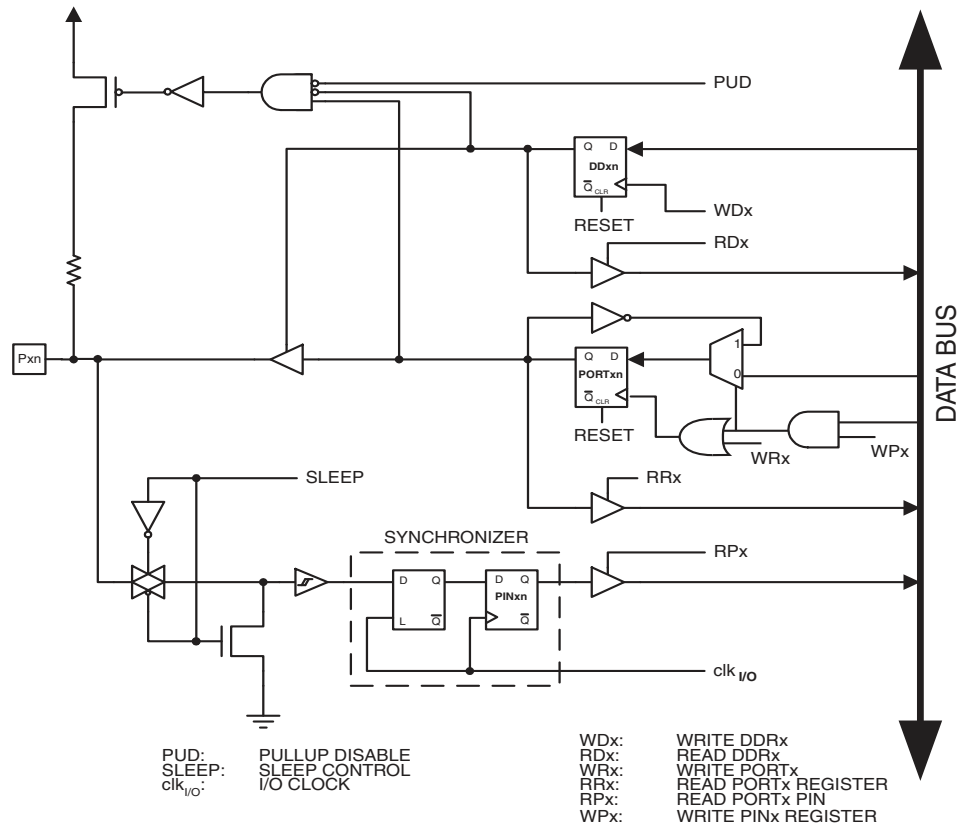 PUD
Q D
DDxn
Q CLR
WDx
RESET
RDx
DATA BUS
1
Pxn
Q D
0
PORTxn
Q CLR
RESET
WRx
WPx
SLEEP
RRx
SYNCHRONIZER
RPx
D Q
D Q
PINxn
L Q
Q
clk I/O
PUD: PULLUP DISABLE
SLEEP: SLEEP CONTROL
clk I/O: I/O CLOCK
WDx: WRITE DDRx
RDx: READ DDRx
WRx: WRITE PORTx
RRx: READ PORTx REGISTER
RPx: READ PORTx PIN
WPx: WRITE PINx REGISTER